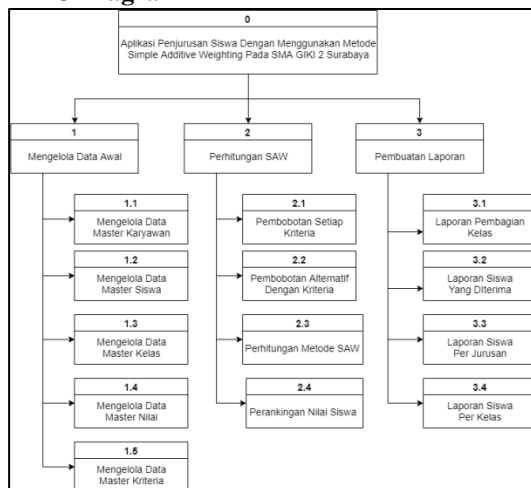 0
Aplikasi Penjurusan Siswa Dengan Menggunakan Metode
Simple Additive Weighting Pada SMA GIKI 2 Surabaya
1
Mengelola Data Awal
2
Perhitungan SAW
3
Pembuatan Laporan
1.1
Mengelola Data
Master Karyawan
1.2
Mengelola Data
Master Siswa
1.3
Mengelola Data
Master Kelas
1.4
Mengelola Data
Master Nilai
1.5
Mengelola Data
Master Kriteria
2.1
Pembobotan Setiap
Kriteria
2.2
Pembobotan Alternatif
Dengan Kriteria
2.3
Perhitungan Metode SAW
2.4
Perankingan Nilai Siswa
3.1
Laporan Pembagian
Kelas
3.2
Laporan Siswa
Yang DIterima
3.3
Laporan Siswa
Per Jurusan
3.4
Laporan Siswa
Per Kelas